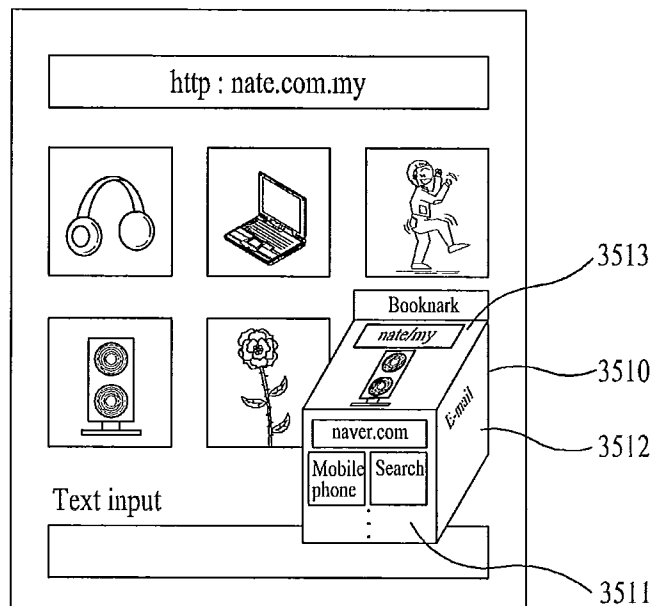 http : nate.com.my
Booknark
nate/my
E-mail
naver.com
Mobile phone
Search
Text input
3513
3510
3512
3511